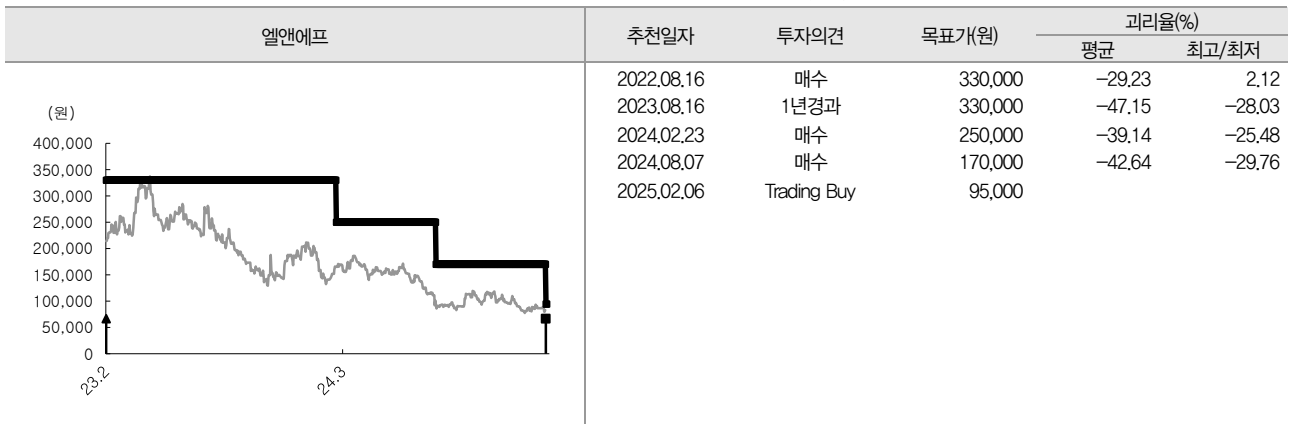 엘앤에프 추천일자 투자의견 목표가(원) 괴리율(%)
평균 최고/최저
2022.08.16 매수 330,000 -29.23 2.12
2023.08.16 1년경과 330,000 -47.15 -28.03
2024.02.23 매수 250,000 -39.14 -25.48
2024.08.07 매수 170,000 -42.64 -29.76
2025.02.06 Trading Buy 95,000
(원)
400,000
350,000
300,000
250,000
200,000
150,000
100,000
50,000
0
23.2 24.3